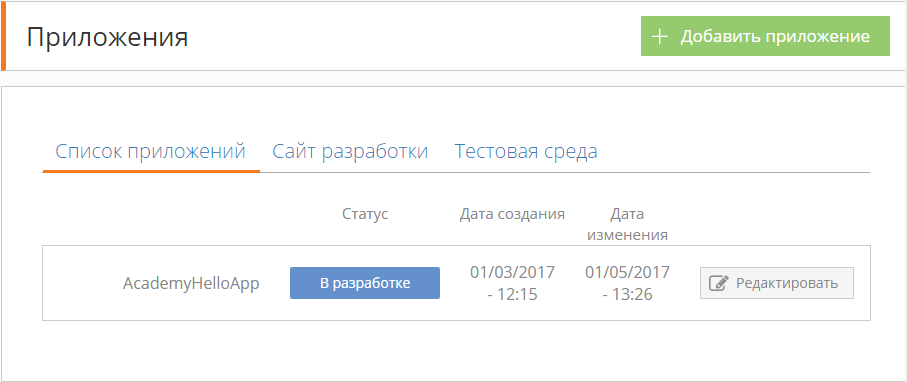 Приложения
Добавить приложение
Список приложений Сайт разработки Тестовая среда
Статус Дата создания Дата
изменения
AcademyHelloApp В разработке 01/03/2017 01/05/2017 Редактировать
- 12:15 - 13:26